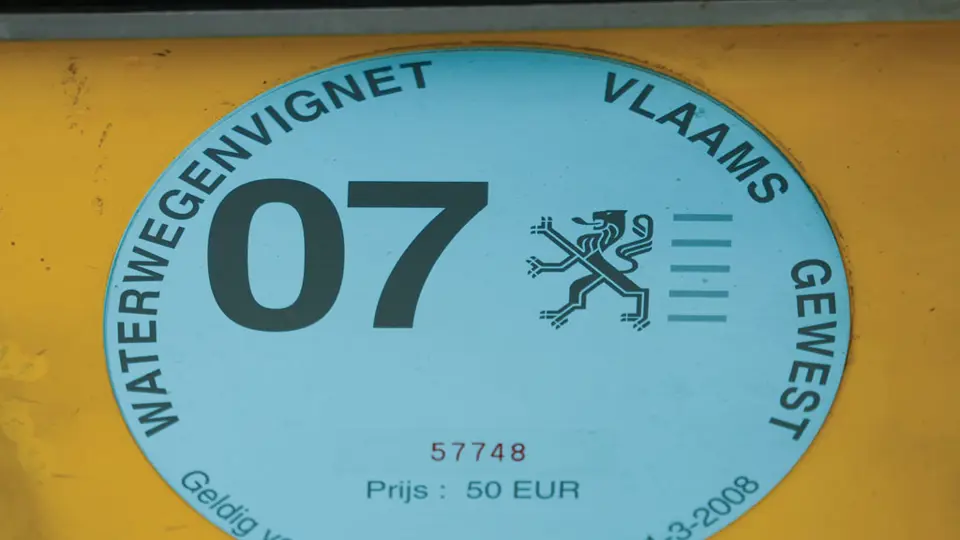 WATERWEGENVIGNET
VLAAMS GEWEST
07
57748
Prijs : 50 EUR
Geldig
-3-2008